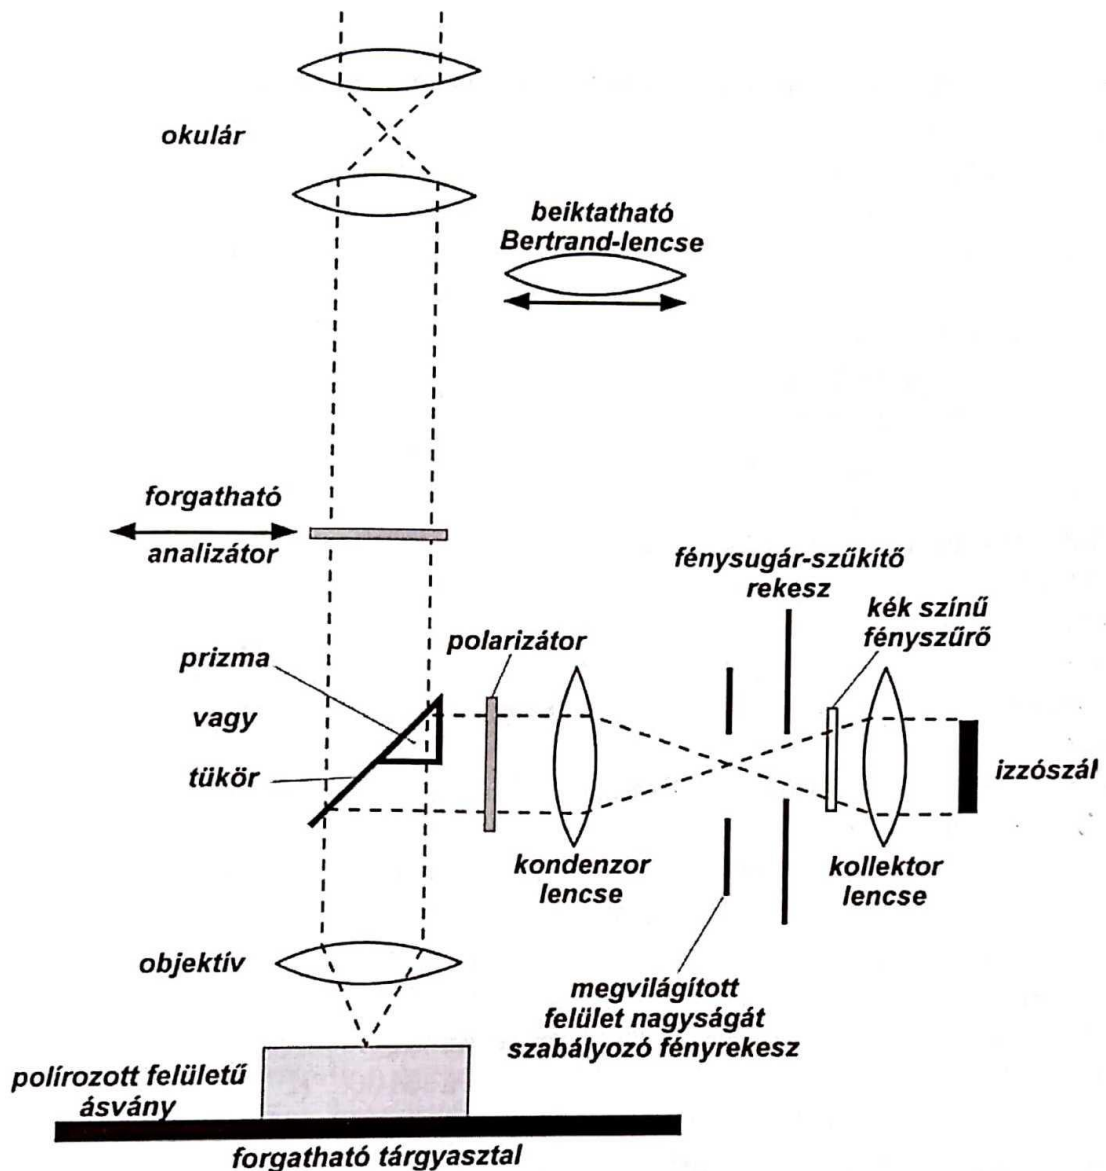 okulár
beiktatható
Bertrand-lencse
forgatható
analizátor
fénysugár-szűkítő
rekesz
kék színű
fényszűrő
polarizátor
prizma
vagy
tükör
izzószál
kondenzor
lencse
kollektor
lencse
objektív
megvilágított
felület nagyságát
szabályozó fényrekesz
polírozott felületű
ásvány
forgatható tárgyasztal